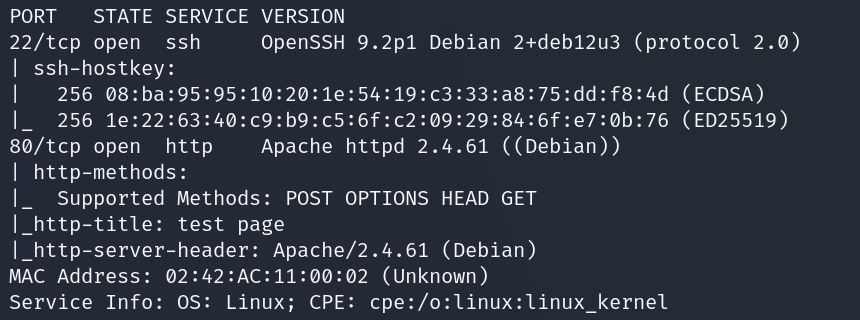 PORT   STATE SERVICE VERSION
22/tcp open  ssh     OpenSSH 9.2p1 Debian 2+deb12u3 (protocol 2.0)
| ssh-hostkey:
|   256 08:ba:95:95:10:20:1e:54:19:c3:33:a8:75:dd:f8:4d (ECDSA)
|_  256 1e:22:63:40:c9:b9:c5:6f:c2:09:29:84:6f:e7:0b:76 (ED25519)
80/tcp open  http    Apache httpd 2.4.61 ((Debian))
| http-methods:
|_  Supported Methods: POST OPTIONS HEAD GET
|_http-title: test page
|_http-server-header: Apache/2.4.61 (Debian)
MAC Address: 02:42:AC:11:00:02 (Unknown)
Service Info: OS: Linux; CPE: cpe:/o:linux:linux_kernel